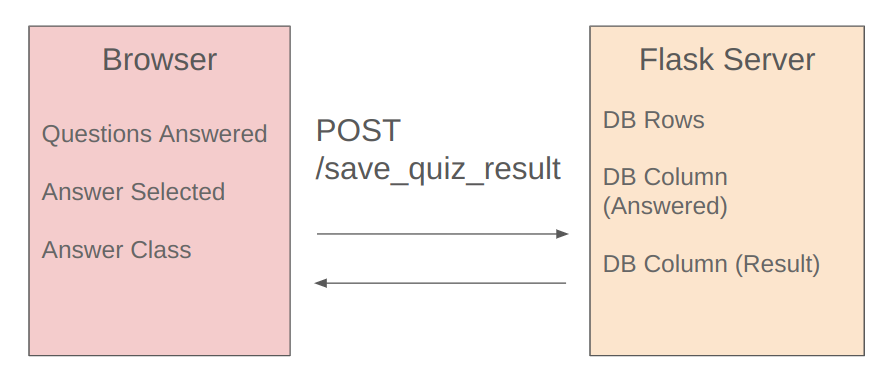 Browser
Questions Answered
Answer Selected
Answer Class
POST
/save_quiz_result
Flask Server
DB Rows
DB Column
(Answered)
DB Column (Result)